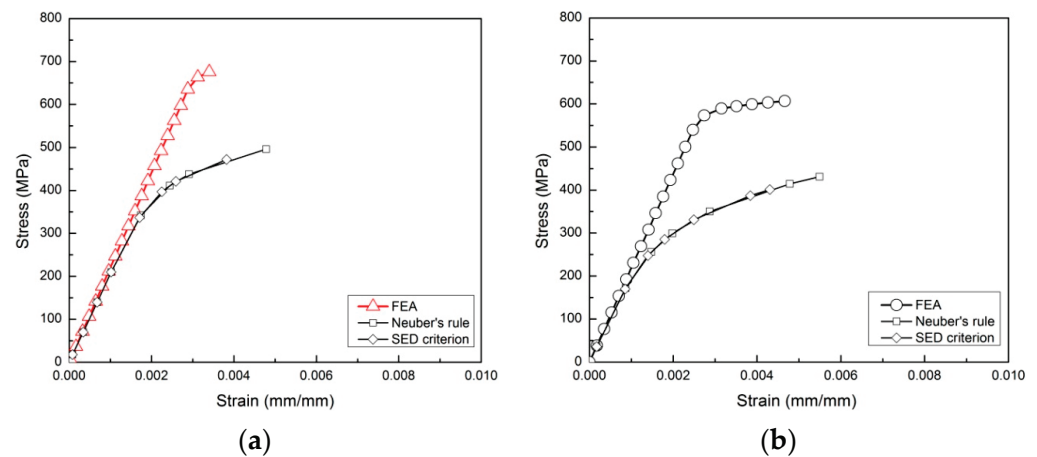 800
700
600
500
400
300
200
100
0
Stress (MPa)
FEA
Neuber's rule
SED criterion
0.000 0.002 0.004 0.006 0.008 0.010
Strain (mm/mm)
(a)
800
700
600
500
400
300
200
100
0
Stress (MPa)
FEA
Neuber's rule
SED criterion
0.000 0.002 0.004 0.006 0.008 0.010
Strain (mm/mm)
(b)